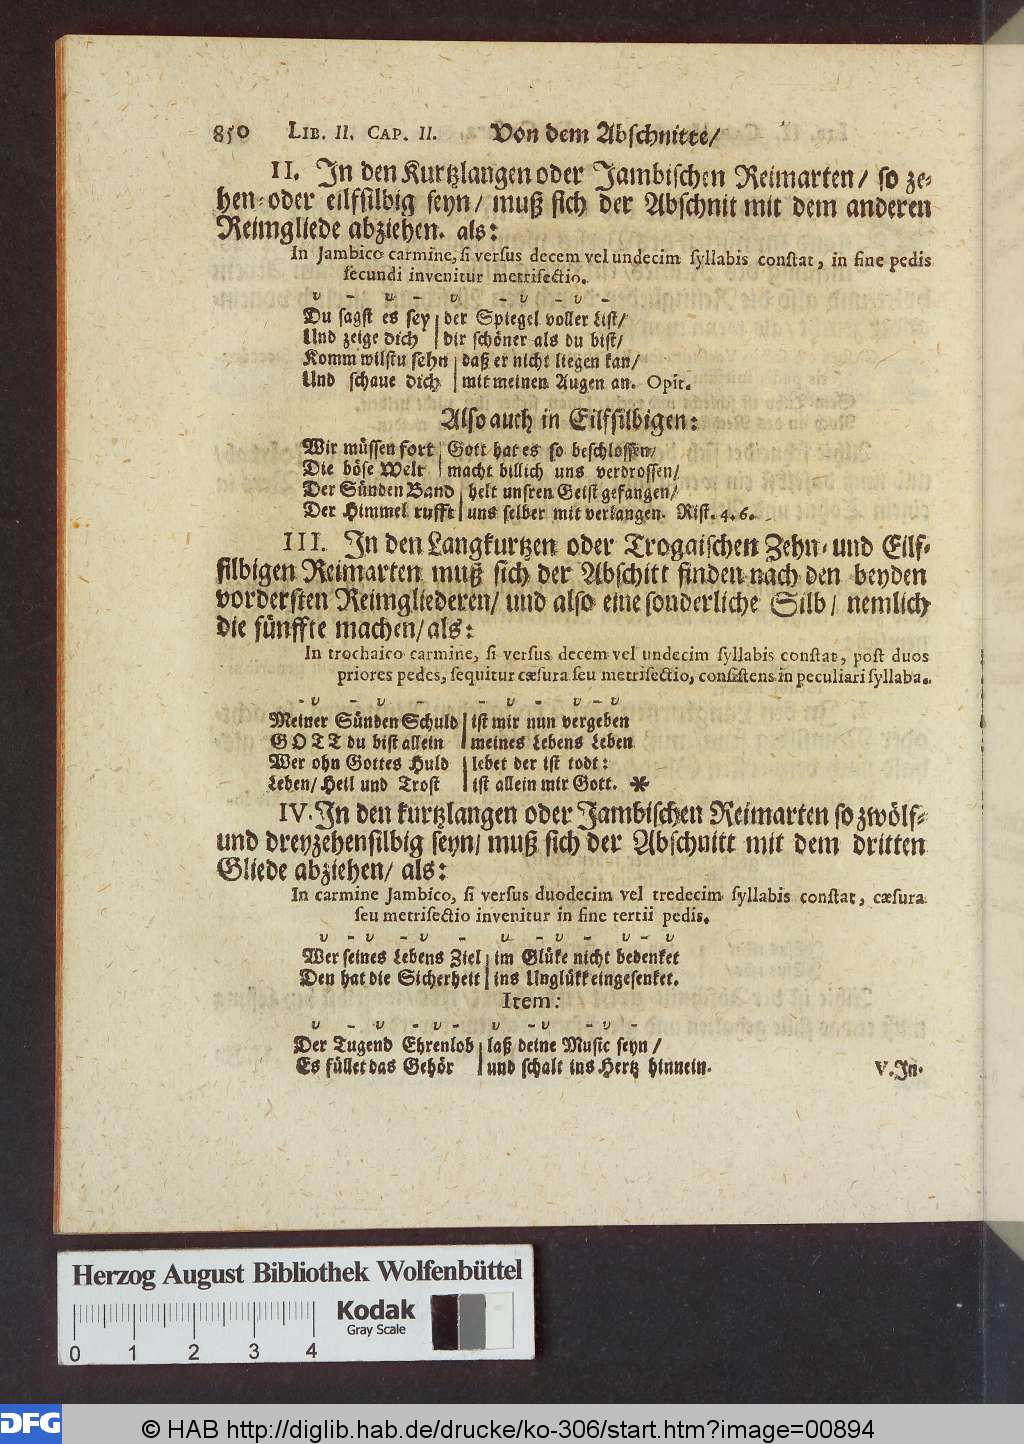 850 LIB. II. CAP. II. Von dem Abschnitte/
II. In den Kurtzlangen oder Jambischen Reimarten/ so ze-
hen- oder eilfsilbig seyn/ muß sich der Abschnit mit dem anderen
Reimgliede abziehen. als:
In Jambico carmine, si versus decem vel undecim syllabis constat, in fine pedis
secundi invenitur metrisectio.
υ - υ - υ - υ - υ -
Du sagst es sey | der Spiegel voller List/
Und zeige dich | dir schöner als du bist/
Komm wilstu sehn | daß er nicht liegen kan/
Und schaue dich | mit meinen Augen an. Opit.
Also auch in Eilfsilbigen:
Wir müssen fort | Gott hat es so beschlossen/
Die böse Welt | macht billich uns verdrossen/
Der Sünden Band | helt unsren Geist gefangen/
Der Himmel rufft | uns selber mit verlangen. Rist. 4. 6.
III. In den Langkurtzen oder Trogaischen Zehn- und Eilf-
silbigen Reimarten muß sich der Abschitt finden nach den beyden
vordersten Reimgliederen/ und also eine sonderliche Silb/ nemlich
die fünffte machen/ als:
In trochaico carmine, si versus decem vel undecim syllabis constat, post duos
priores pedes, sequitur cæsura seu metrisectio, consistens in peculiari syllaba.
- υ - υ - - υ - υ - υ
Meiner Sünden Schuld | ist mir nun vergeben
GOTT du bist allein | meines Lebens Leben
Wer ohn Gottes Huld | lebet der ist todt:
Leben/ Heil und Trost | ist allein mir Gott. *
IV. In den kurtzlangen oder Jambischen Reimarten so zwölf-
und dreyzehensilbig seyn/ muß sich der Abschnitt mit dem dritten
Gliede abziehen/ als:
In carmine Jambico, si versus duodecim vel tredecim syllabis constat, cæsura
seu metrisectio invenitur in fine tertii pedis.
υ - υ - υ - υ - υ - υ - υ
Wer seines Lebens Ziel | im Glüke nicht bedenket
Den hat die Sicherheit | ins Unglükk eingesenket.
Item:
υ - υ - υ - υ - υ - υ -
Der Tugend Ehrenlob | laß deine Music seyn/
Es füllet das Gehör | und schalt ins Hertz hinnein.
V. In-
Herzog August Bibliothek Wolfenbüttel
Kodak
Gray Scale
0 1 2 3 4
DFG © HAB http://diglib.hab.de/drucke/ko-306/start.htm?image=00894